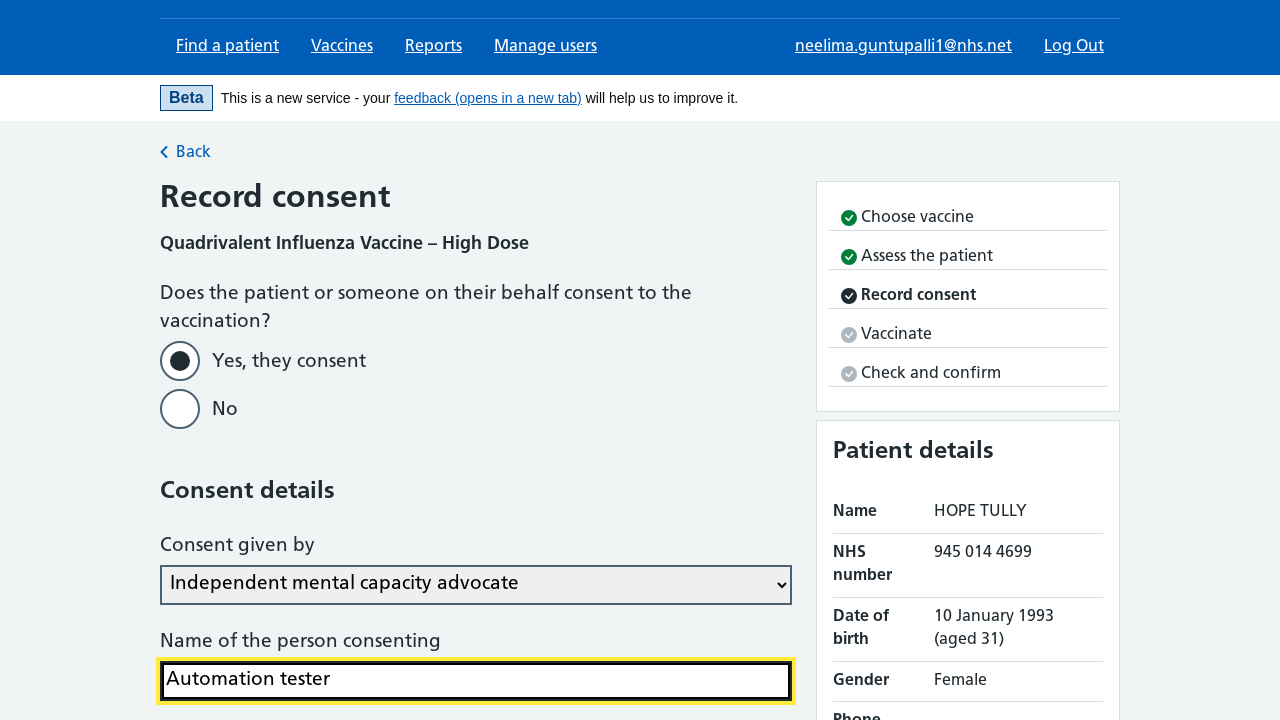 Find a patient Vaccines Reports Manage users neelima.guntupalli1@nhs.net Log Out
Beta This is a new service - your feedback (opens in a new tab) will help us to improve it.
Back
Record consent
Quadrivalent Influenza Vaccine – High Dose
Does the patient or someone on their behalf consent to the
vaccination?
Yes, they consent
No
Consent details
Consent given by
Independent mental capacity advocate
Name of the person consenting
Automation tester
Choose vaccine
Assess the patient
Record consent
Vaccinate
Check and confirm
Patient details
Name HOPE TULLY
NHS 945 014 4699
number
Date of 10 January 1993
birth (aged 31)
Gender Female
Phone